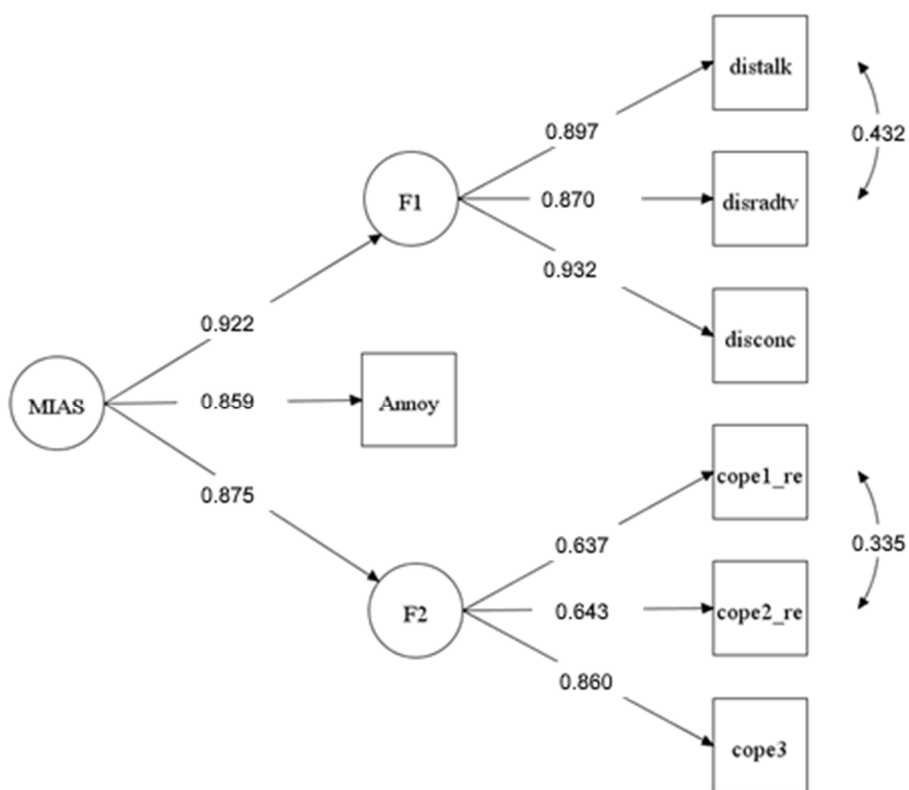 distalk
0.897
0.432
F1
0.870
disradtv
0.932
0.922
disconc
MIAS
0.859
Annoy
0.875
cope1_re
0.637
0.335
F2
0.643
cope2_re
0.860
cope3